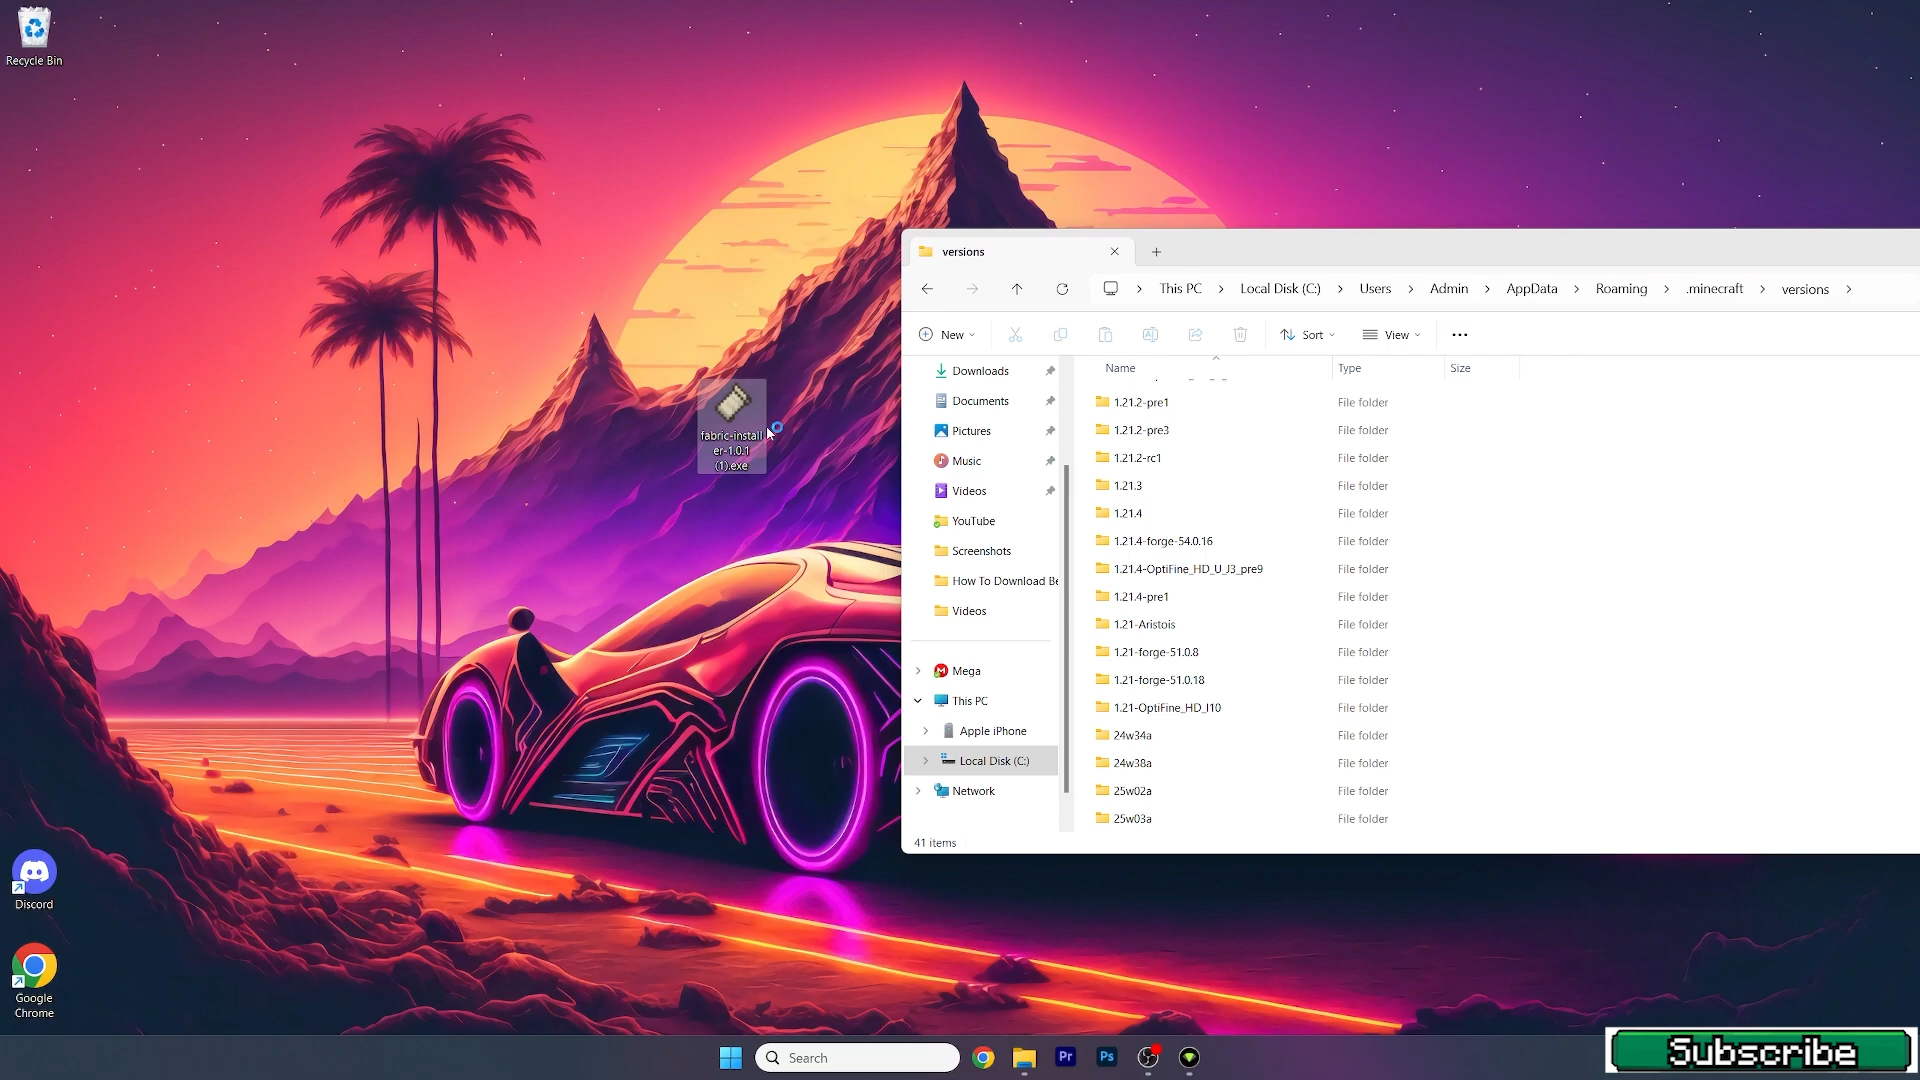 Recycle Bin
fabric-install
er-1.0.1
(1).exe
Discord
Google
Chrome
versions
This PC
Local Disk (C:)
Users
Admin
AppData
Roaming
.minecraft
versions
New
Sort
View
Downloads
Documents
Pictures
Music
Videos
YouTube
Screenshots
How To Download Be
Videos
Mega
This PC
Apple iPhone
Local Disk (C:)
Network
Name Type Size
1.21.2-pre1 File folder
1.21.2-pre3 File folder
1.21.2-rc1 File folder
1.21.3 File folder
1.21.4 File folder
1.21.4-forge-54.0.16 File folder
1.21.4-OptiFine_HD_U_J3_pre9 File folder
1.21.4-pre1 File folder
1.21-Aristois File folder
1.21-forge-51.0.8 File folder
1.21-forge-51.0.18 File folder
1.21-OptiFine_HD_I10 File folder
24w34a File folder
24w38a File folder
25w02a File folder
25w03a File folder
41 items
Search
Pr
Ps
Subscribe